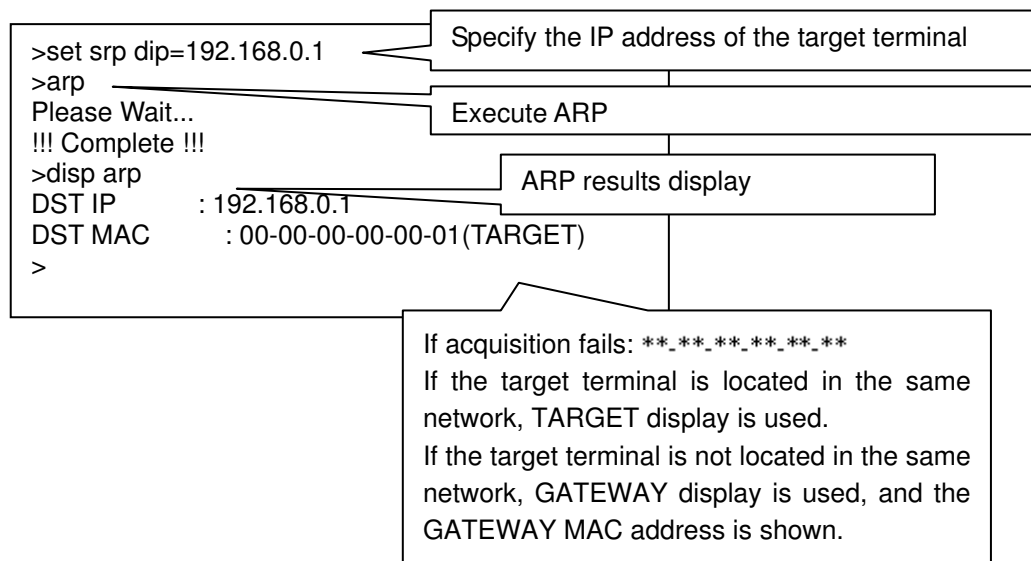 >set srp dip=192.168.0.1
Specify the IP address of the target terminal
>arp
Execute ARP
Please Wait...
!!! Complete !!!
>disp arp
ARP results display
DST IP : 192.168.0.1
DST MAC : 00-00-00-00-00-01(TARGET)
>
If acquisition fails: **-**-**-**-**-**
If the target terminal is located in the same
network, TARGET display is used.
If the target terminal is not located in the same
network, GATEWAY display is used, and the
GATEWAY MAC address is shown.